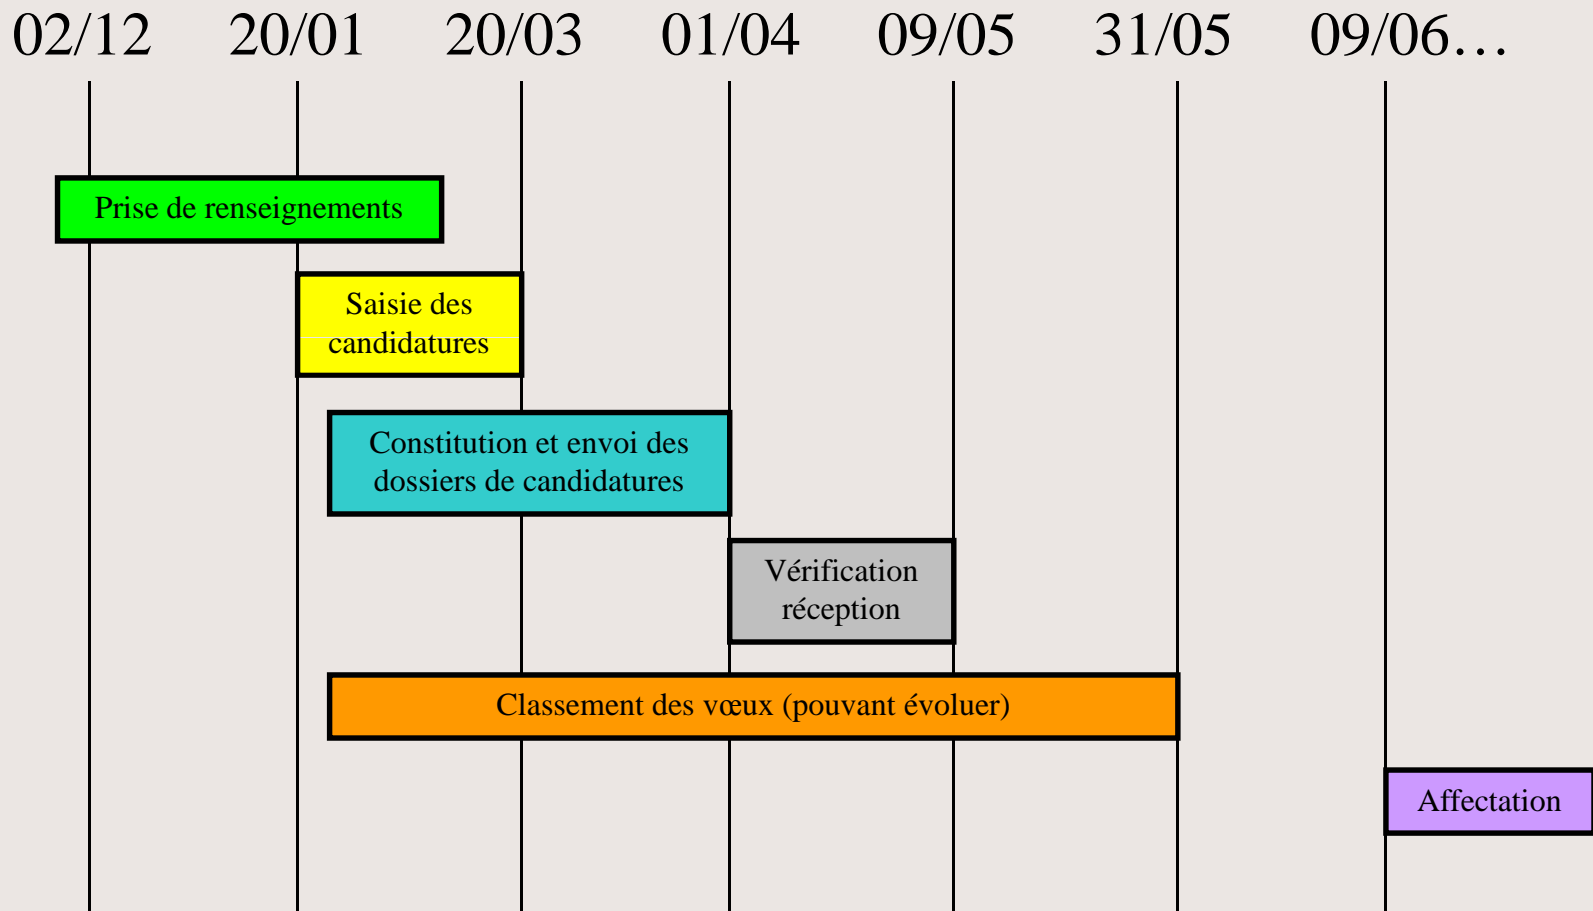 02/12 20/01 20/03 01/04 09/05 31/05 09/06…
Prise de renseignements
Saisie des
candidatures
Constitution et envoi des
dossiers de candidatures
Vérification
réception
Classement des vœux (pouvant évoluer)
Affectation